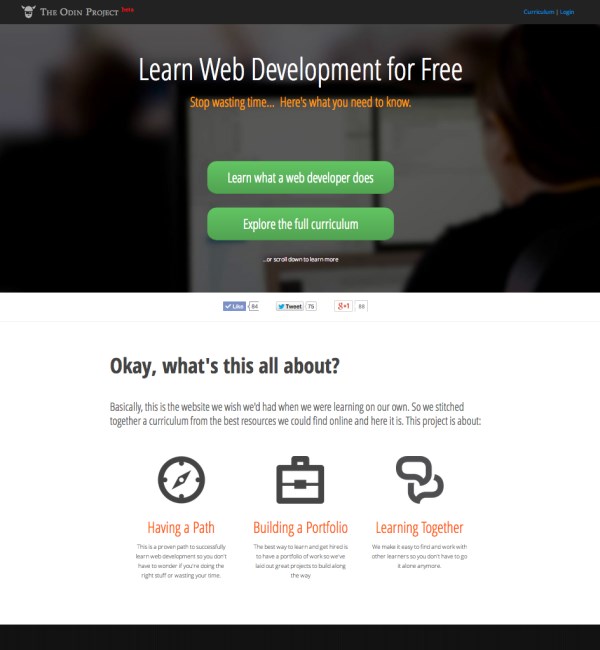 THE ODIN PROJECT beta
Curriculum | Login
Learn Web Development for Free
Stop wasting time... Here's what you need to know.
Learn what a web developer does
Explore the full curriculum
...or scroll down to learn more
Like 84
Tweet 75
g+1 88
Okay, what's this all about?
Basically, this is the website we wish we'd had when we were learning on our own. So we stitched
together a curriculum from the best resources we could find online and here it is. This project is about:
Having a Path
This is a proven path to successfully
learn web development so you don't
have to wonder if you're doing the
right stuff or wasting your time.
Building a Portfolio
The best way to learn and get hired is
to have a portfolio of work so we've
laid out great projects to build along
the way
Learning Together
We make it easy to find and work with
other learners so you don't have to go
it alone anymore.